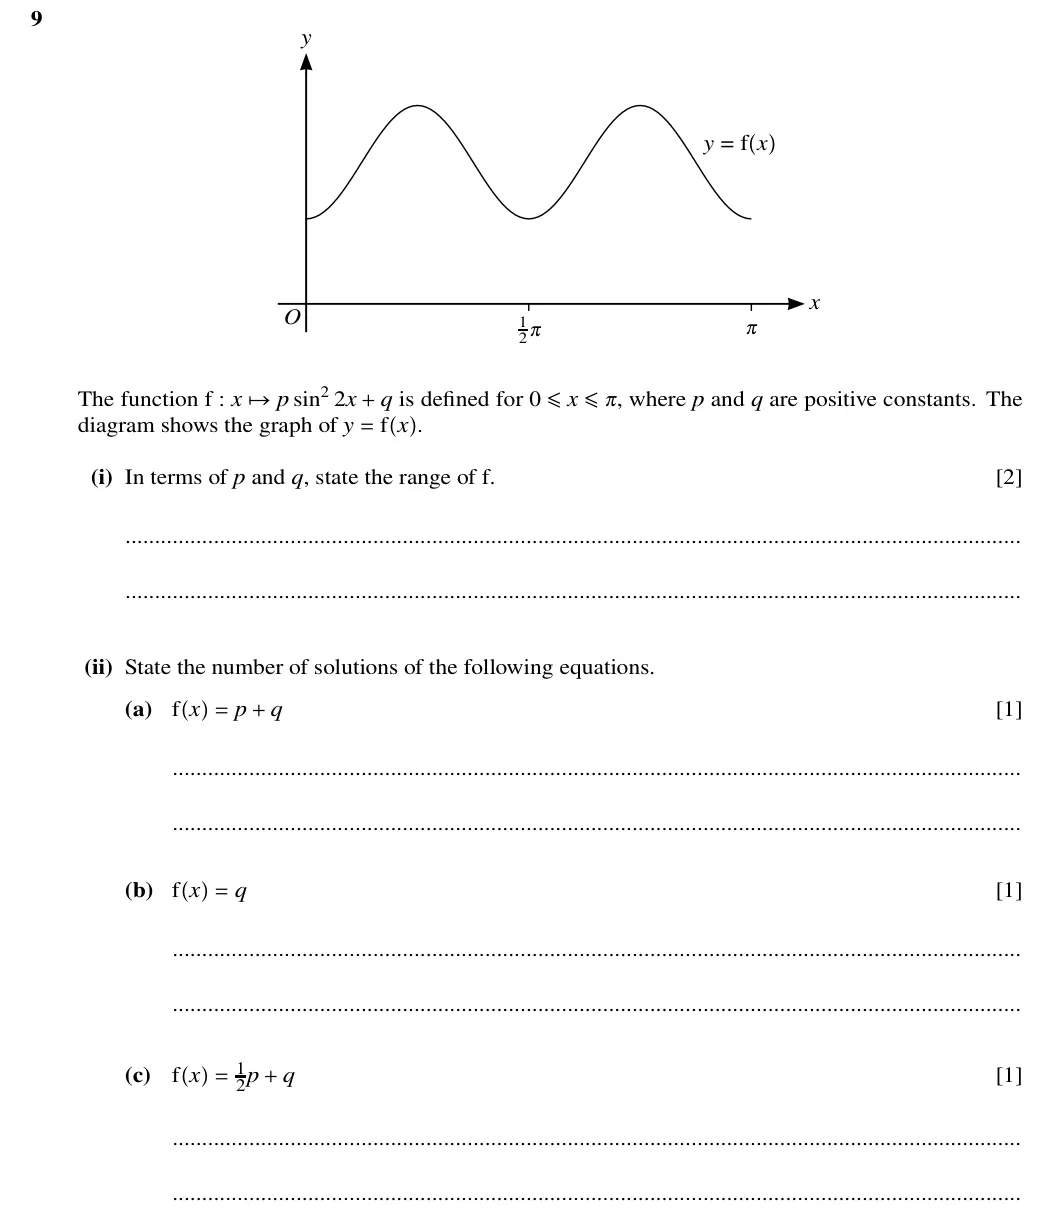 9
y
y = f(x)
O
½π
π
x
The function f : x ↦ p sin² 2x + q is defined for 0 ⩽ x ⩽ π, where p and q are positive constants. The
diagram shows the graph of y = f(x).
(i) In terms of p and q, state the range of f. [2]
(ii) State the number of solutions of the following equations.
(a) f(x) = p + q [1]
(b) f(x) = q [1]
(c) f(x) = ½p + q [1]